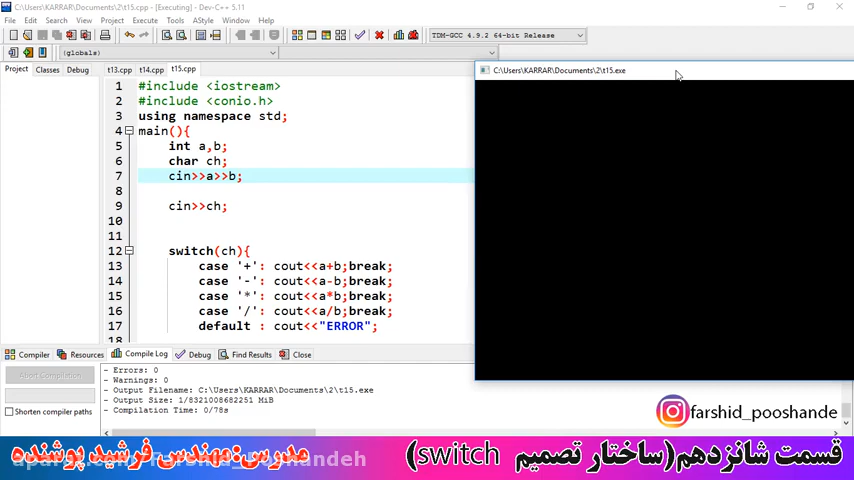 C:\Users\KARRAR\Documents\2\t15.cpp - [Executing] - Dev-C++ 5.11
File Edit Search View Project Execute Tools AStyle Window Help
TDM-GCC 4.9.2 64-bit Release
(globals)
Project Classes Debug
t13.cpp t14.cpp t15.cpp
C:\Users\KARRAR\Documents\2\t15.exe
1 #include <iostream>
2 #include <conio.h>
3 using namespace std;
4 main(){
5 int a,b;
6 char ch;
7 cin>>a>>b;
8
9 cin>>ch;
10
11
12 switch(ch){
13 case '+': cout<<a+b;break;
14 case '-': cout<<a-b;break;
15 case '*': cout<<a*b;break;
16 case '/': cout<<a/b;break;
17 default : cout<<"ERROR";
18
Compiler Resources Compile Log Debug Find Results Close
Abort Compilation
Shorten compiler paths
- Errors: 0
- Warnings: 0
- Output Filename: C:\Users\KARRAR\Documents\2\t15.exe
- Output Size: 1/8321008682251 MiB
- Compilation Time: 0/78s
farshid_pooshande
قسمت شانزدهم(ساختار تصمیم switch)
مدرس:مهندس فرشید پوشنده
aparat.com/Farshid_Pooshandeh